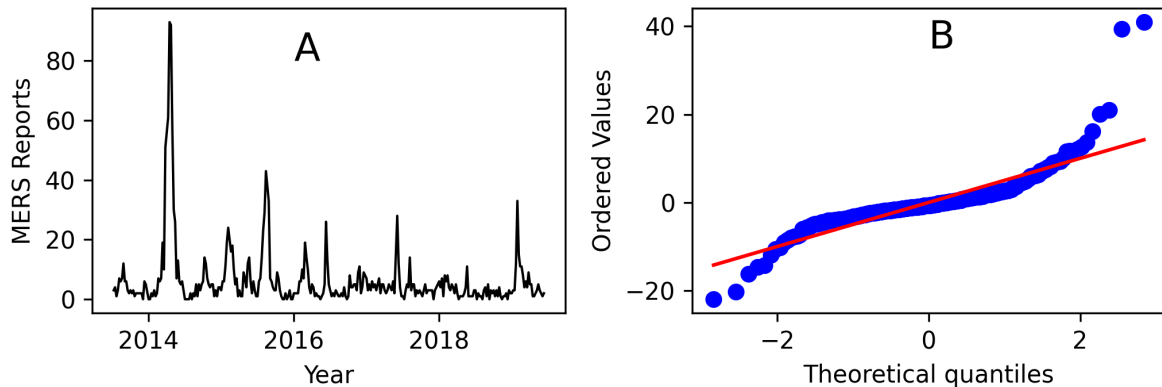 A
MERS Reports
80
60
40
20
0
2014
2016
2018
Year
B
Ordered Values
40
20
0
−20
−2
0
2
Theoretical quantiles